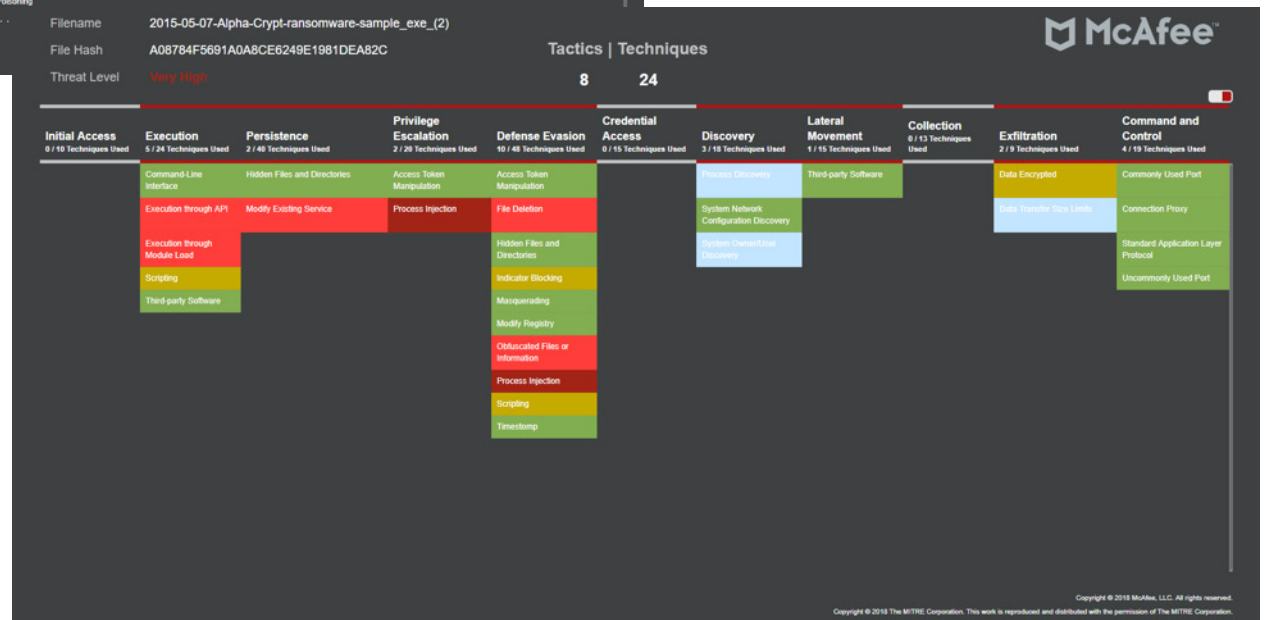 Poisoning
Filename 2015-05-07-Alpha-Crypt-ransomware-sample_exe_(2)
File Hash A08784F5691A0A8CE6249E1981DEA82C
Threat Level Very High
Tactics | Techniques
8 24
McAfee™
Initial Access
0 / 10 Techniques Used
Execution
5 / 24 Techniques Used
Persistence
2 / 40 Techniques Used
Privilege
Escalation
2 / 20 Techniques Used
Defense Evasion
10 / 48 Techniques Used
Credential
Access
0 / 15 Techniques Used
Discovery
3 / 18 Techniques Used
Lateral
Movement
1 / 15 Techniques Used
Collection
0 / 13 Techniques
Used
Exfiltration
2 / 9 Techniques Used
Command and
Control
4 / 19 Techniques Used
Command-Line
Interface
Execution through API
Execution through
Module Load
Scripting
Third-party Software
Hidden Files and Directories
Modify Existing Service
Access Token
Manipulation
Process Injection
Access Token
Manipulation
File Deletion
Hidden Files and
Directories
Indicator Blocking
Masquerading
Modify Registry
Obfuscated Files or
Information
Process Injection
Scripting
Timestomp
Process Discovery
System Network
Configuration Discovery
System Owner/User
Discovery
Third-party Software
Data Encrypted
Data Transfer Size Limits
Commonly Used Port
Connection Proxy
Standard Application Layer
Protocol
Uncommonly Used Port
Copyright © 2018 McAfee, LLC. All rights reserved.
Copyright © 2018 The MITRE Corporation. This work is reproduced and distributed with the permission of The MITRE Corporation.